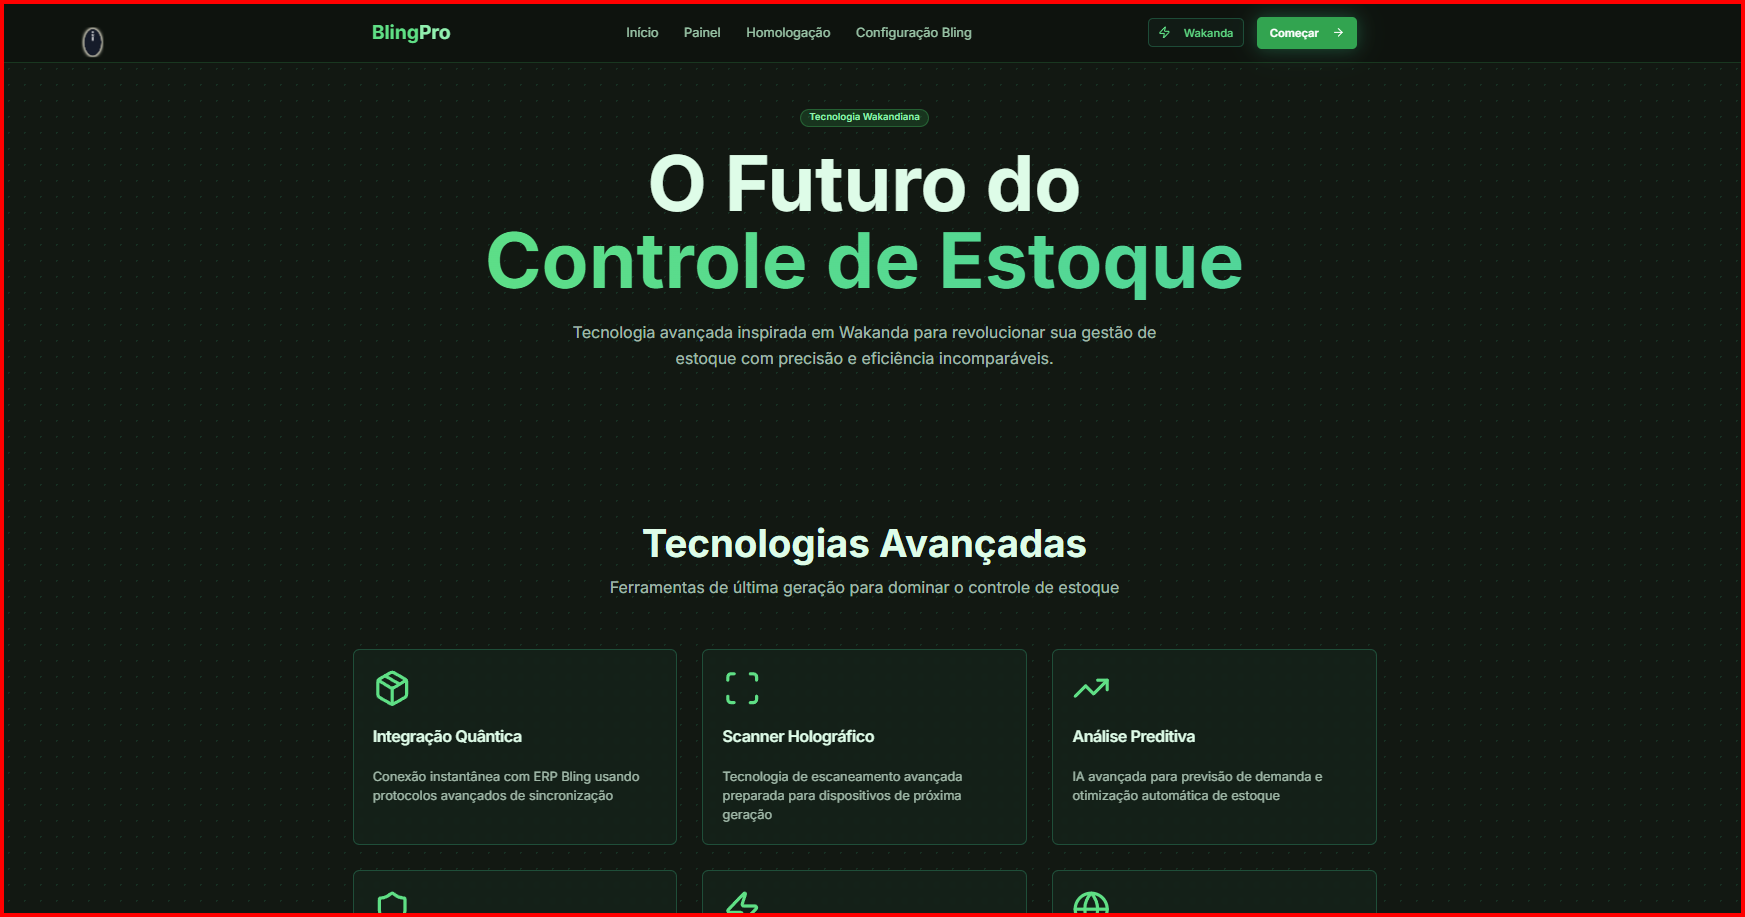 BlingPro
Início Painel Homologação Configuração Bling
Wakanda
Começar
Tecnologia Wakandiana
O Futuro do
Controle de Estoque
Tecnologia avançada inspirada em Wakanda para revolucionar sua gestão de
estoque com precisão e eficiência incomparáveis.
Tecnologias Avançadas
Ferramentas de última geração para dominar o controle de estoque
Integração Quântica
Conexão instantânea com ERP Bling usando
protocolos avançados de sincronização
Scanner Holográfico
Tecnologia de escaneamento avançada
preparada para dispositivos de próxima
geração
Análise Preditiva
IA avançada para previsão de demanda e
otimização automática de estoque